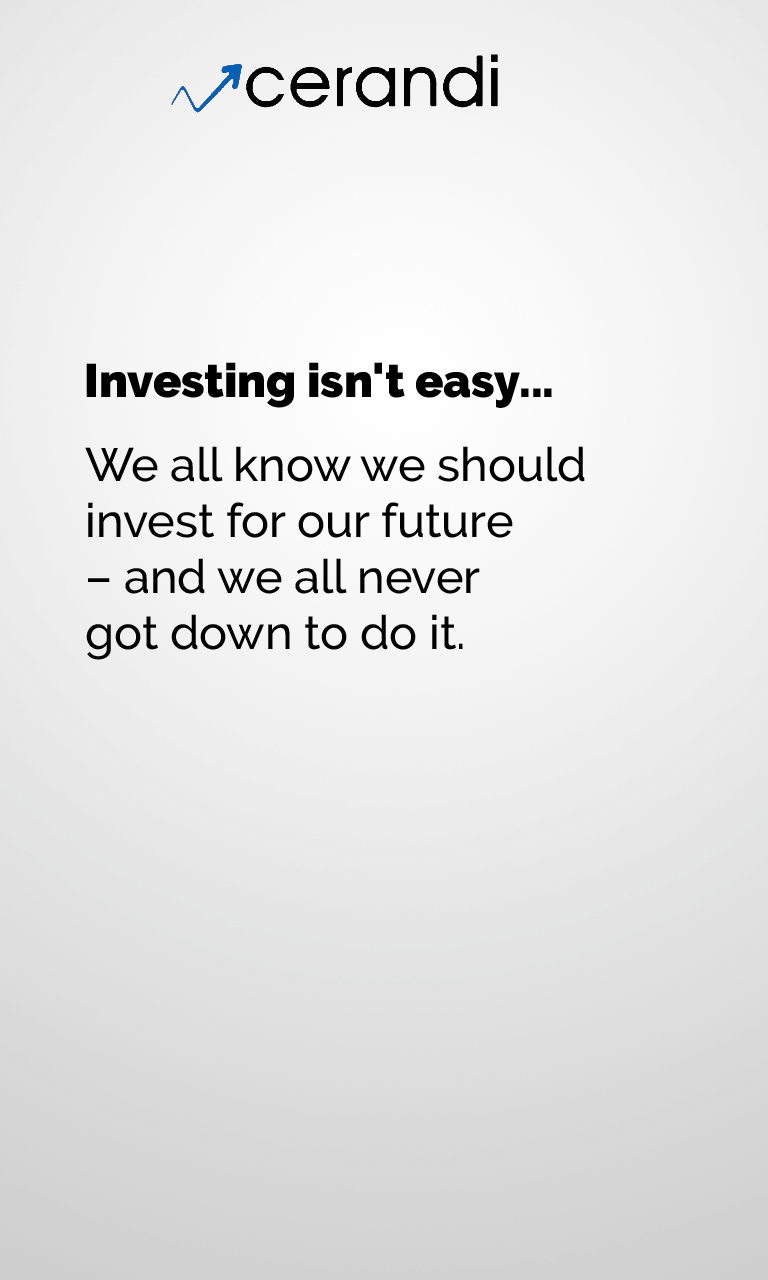 cerandi
Investing isn't easy...
We all know we should
invest for our future
– and we all never
got down to do it.